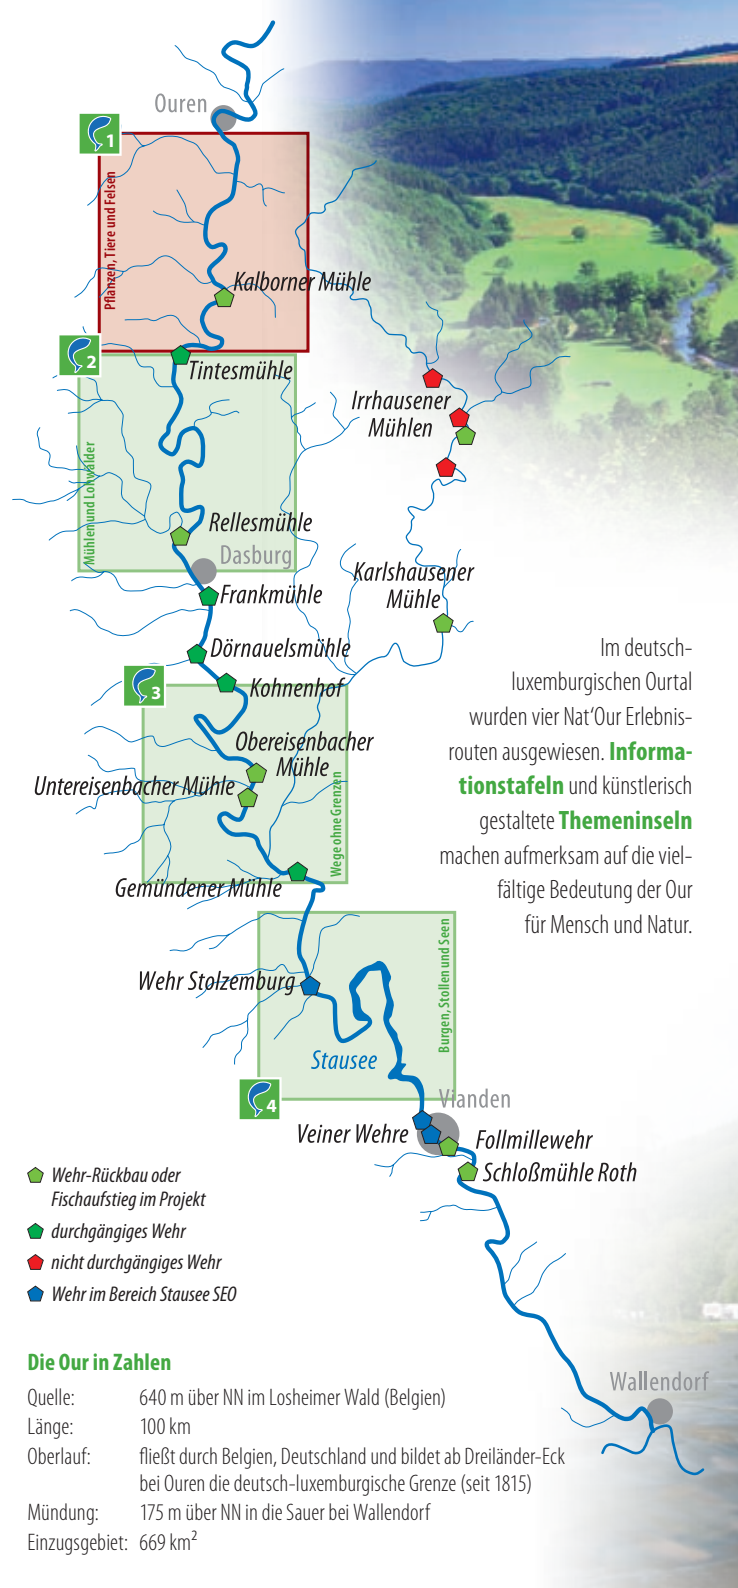 Ouren
1
Pflanzen, Tiere und Felsen
Kalborner Mühle
2
Tintesmühle
Irrhausener
Mühlen
Mühlen und Lohwälder
Rellesmühle
Dasburg
Karlshausener
Mühle
Frankmühle
Dörnauelsmühle
3
Kohnenhof
Obereisenbacher
Mühle
Untereisenbacher Mühle
Wege ohne Grenzen
Gemündener Mühle
Im deutsch-
luxemburgischen Ourtal
wurden vier Nat‘Our Erlebnis-
routen ausgewiesen. Informa-
tionstafeln und künstlerisch
gestaltete Themeninseln
machen aufmerksam auf die viel-
fältige Bedeutung der Our
für Mensch und Natur.
Wehr Stolzemburg
Burgen, Stollen und Seen
Stausee
4
Vianden
Veiner Wehre
Follmillewehr
Schloßmühle Roth
Wehr-Rückbau oder
Fischaufstieg im Projekt
durchgängiges Wehr
nicht durchgängiges Wehr
Wehr im Bereich Stausee SEO
Wallendorf
Die Our in Zahlen
Quelle: 640 m über NN im Losheimer Wald (Belgien)
Länge: 100 km
Oberlauf: fließt durch Belgien, Deutschland und bildet ab Dreiländer-Eck
bei Ouren die deutsch-luxemburgische Grenze (seit 1815)
Mündung: 175 m über NN in die Sauer bei Wallendorf
Einzugsgebiet: 669 km²